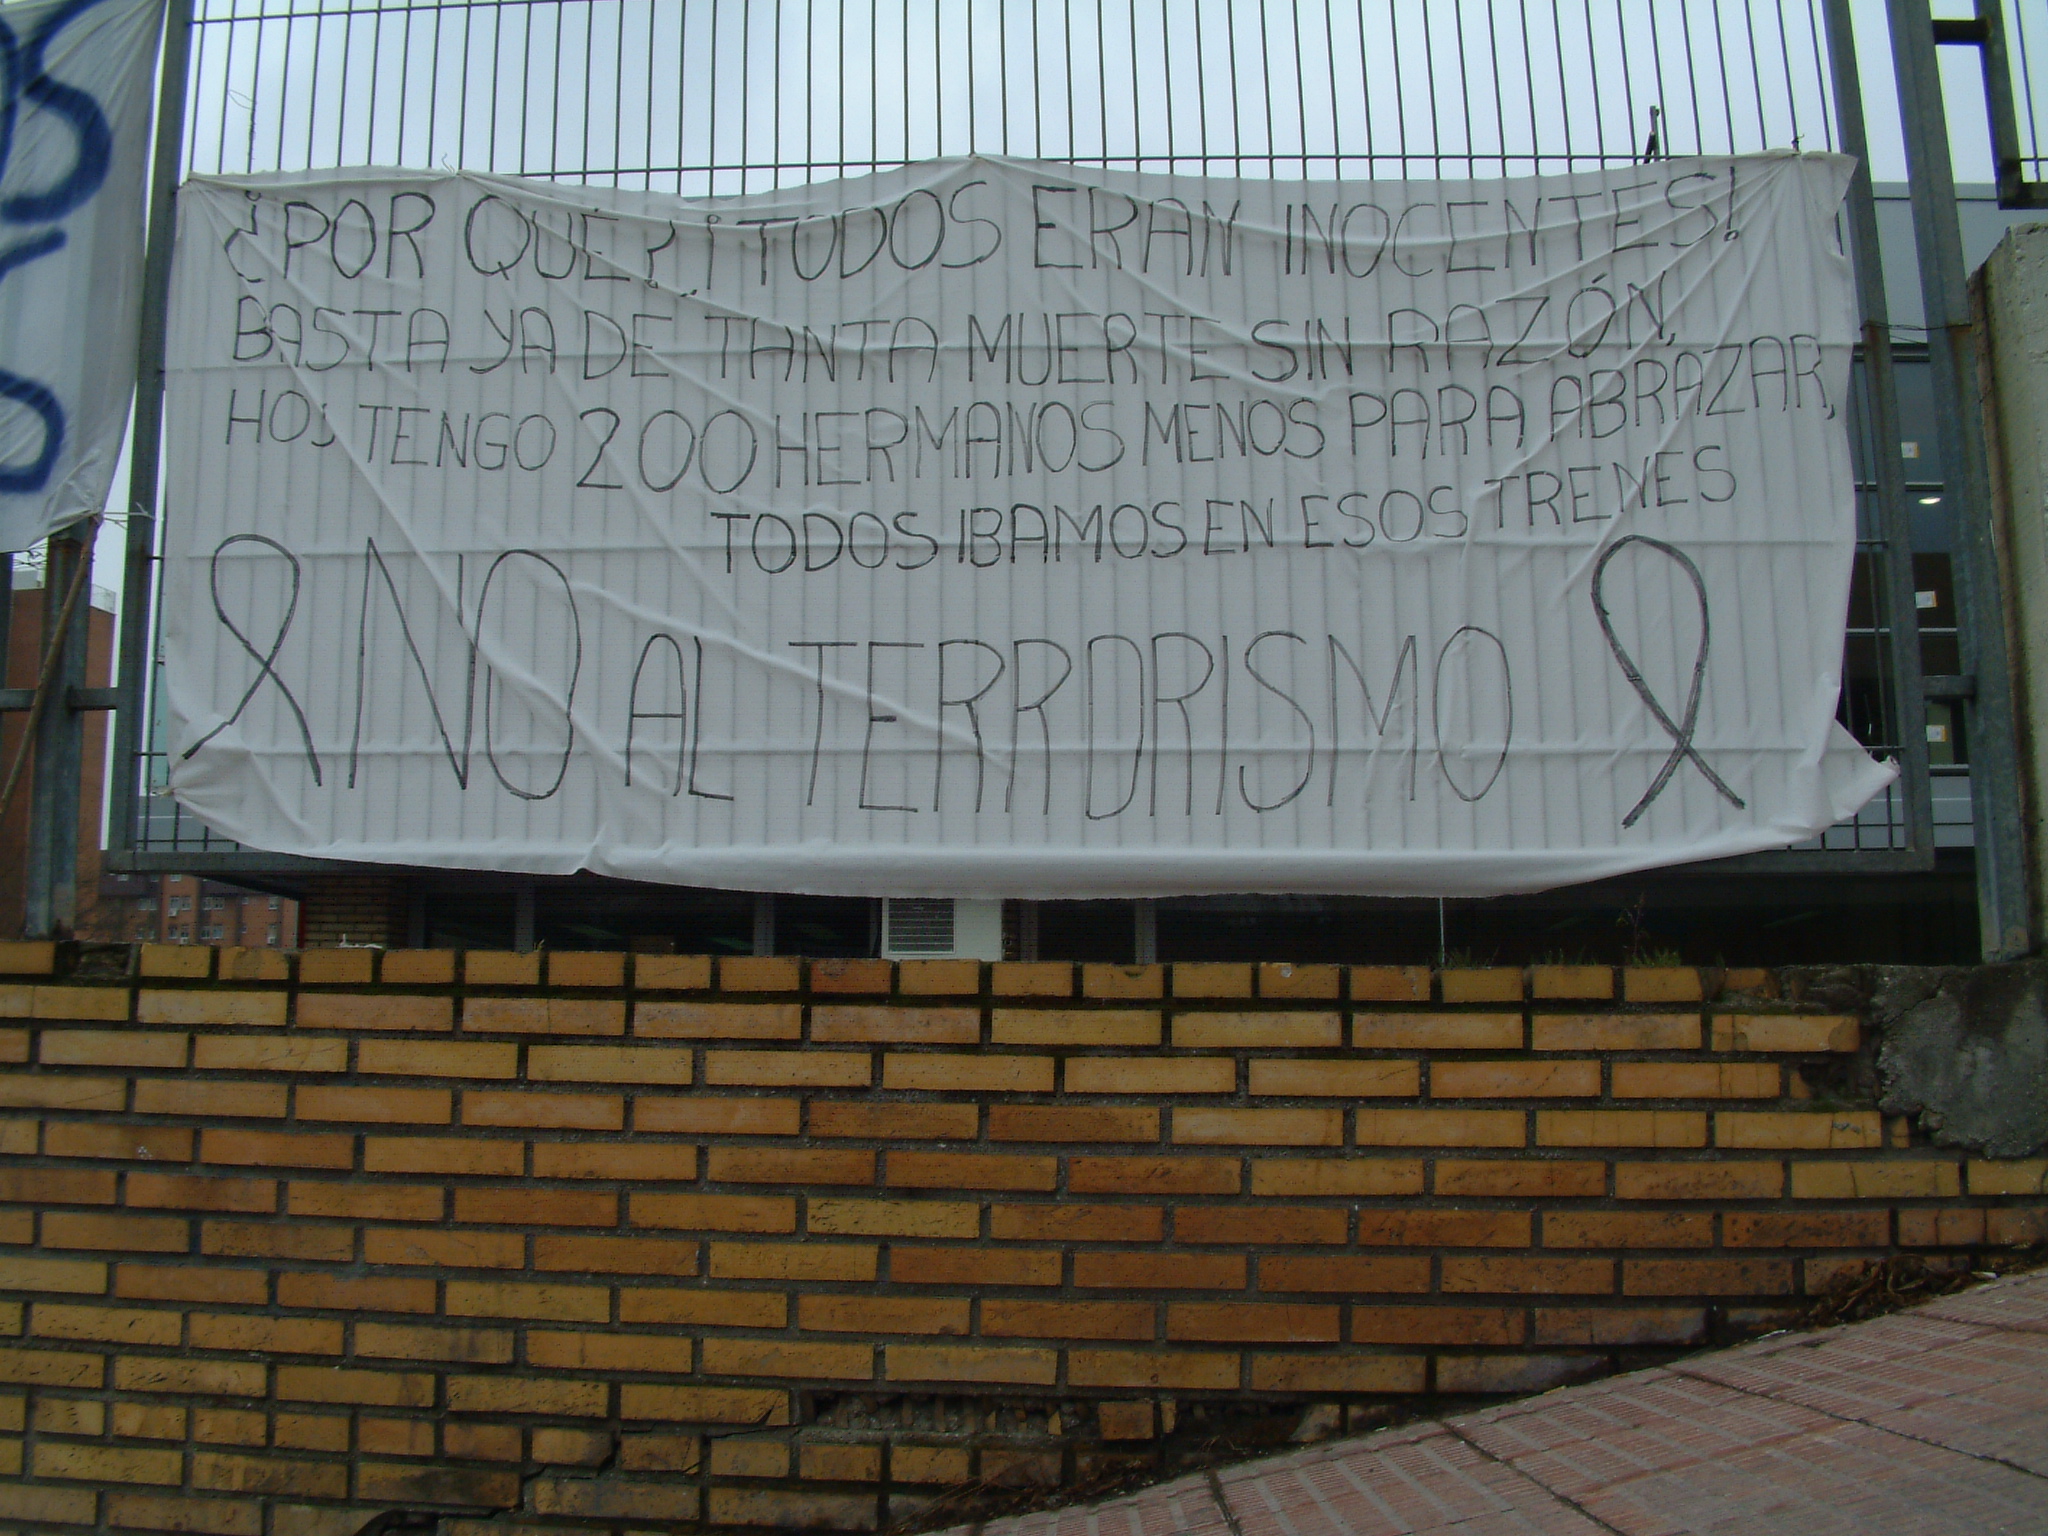 ¿POR QUÉ? ¡TODOS ERAN INOCENTES!
BASTA YA DE TANTA MUERTE SIN RAZÓN,
HOY TENGO 200 HERMANOS MENOS PARA ABRAZAR,
TODOS IBAMOS EN ESOS TRENES
NO AL TERRORISMO